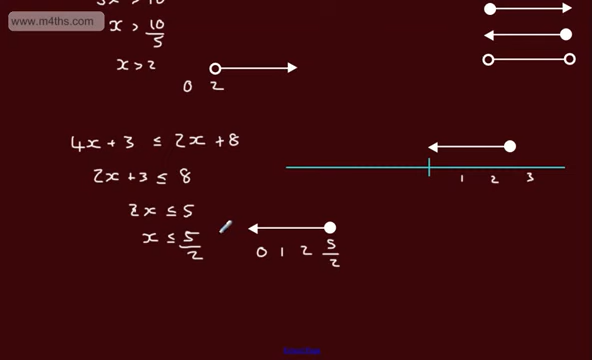 www.m4ths.com
x > 10/5
x > 2
0 2
4x + 3 ≤ 2x + 8
2x + 3 ≤ 8
2x ≤ 5
x ≤ 5/2
0 1 2 5/2
1 2 3